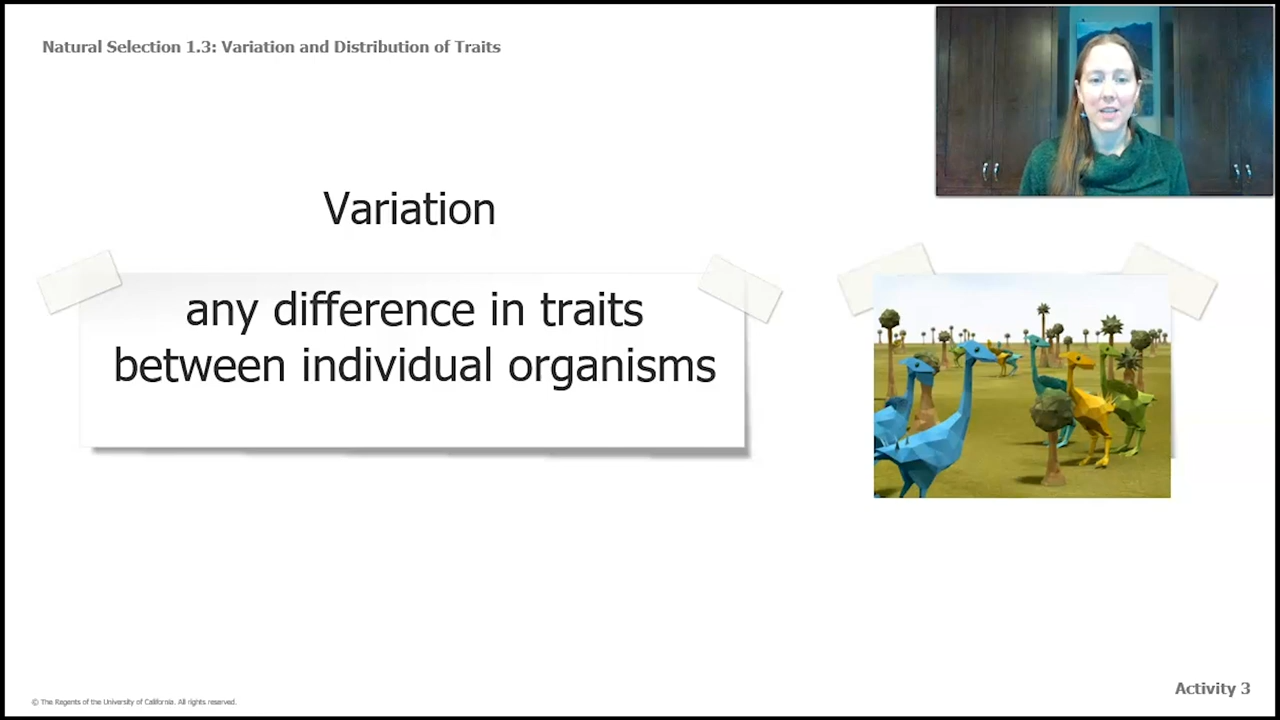 Natural Selection 1.3: Variation and Distribution of Traits
Variation
any difference in traits
between individual organisms
Activity 3
© The Regents of the University of California. All rights reserved.